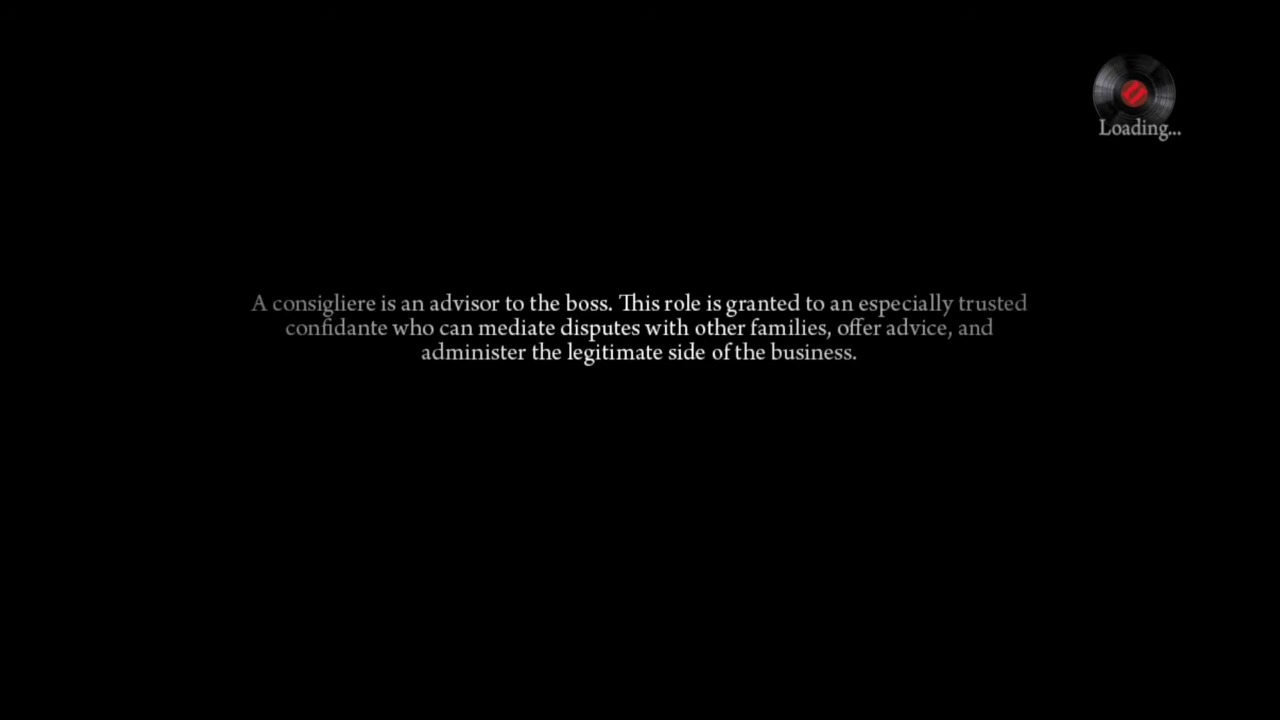 Loading...
A consigliere is an advisor to the boss. This role is granted to an especially trusted
confidante who can mediate disputes with other families, offer advice, and
administer the legitimate side of the business.